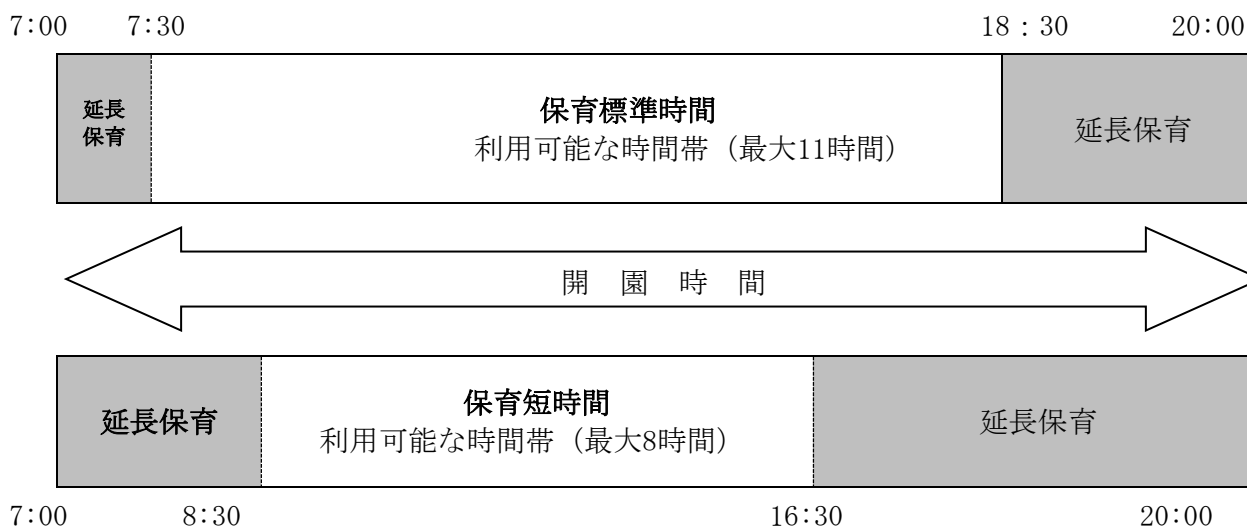 7:00 7:30 18：30 20:00
延長
保育
保育標準時間
利用可能な時間帯（最大11時間）
延長保育
開 園 時 間
延長保育
保育短時間
利用可能な時間帯（最大8時間）
延長保育
7:00 8:30 16:30 20:00